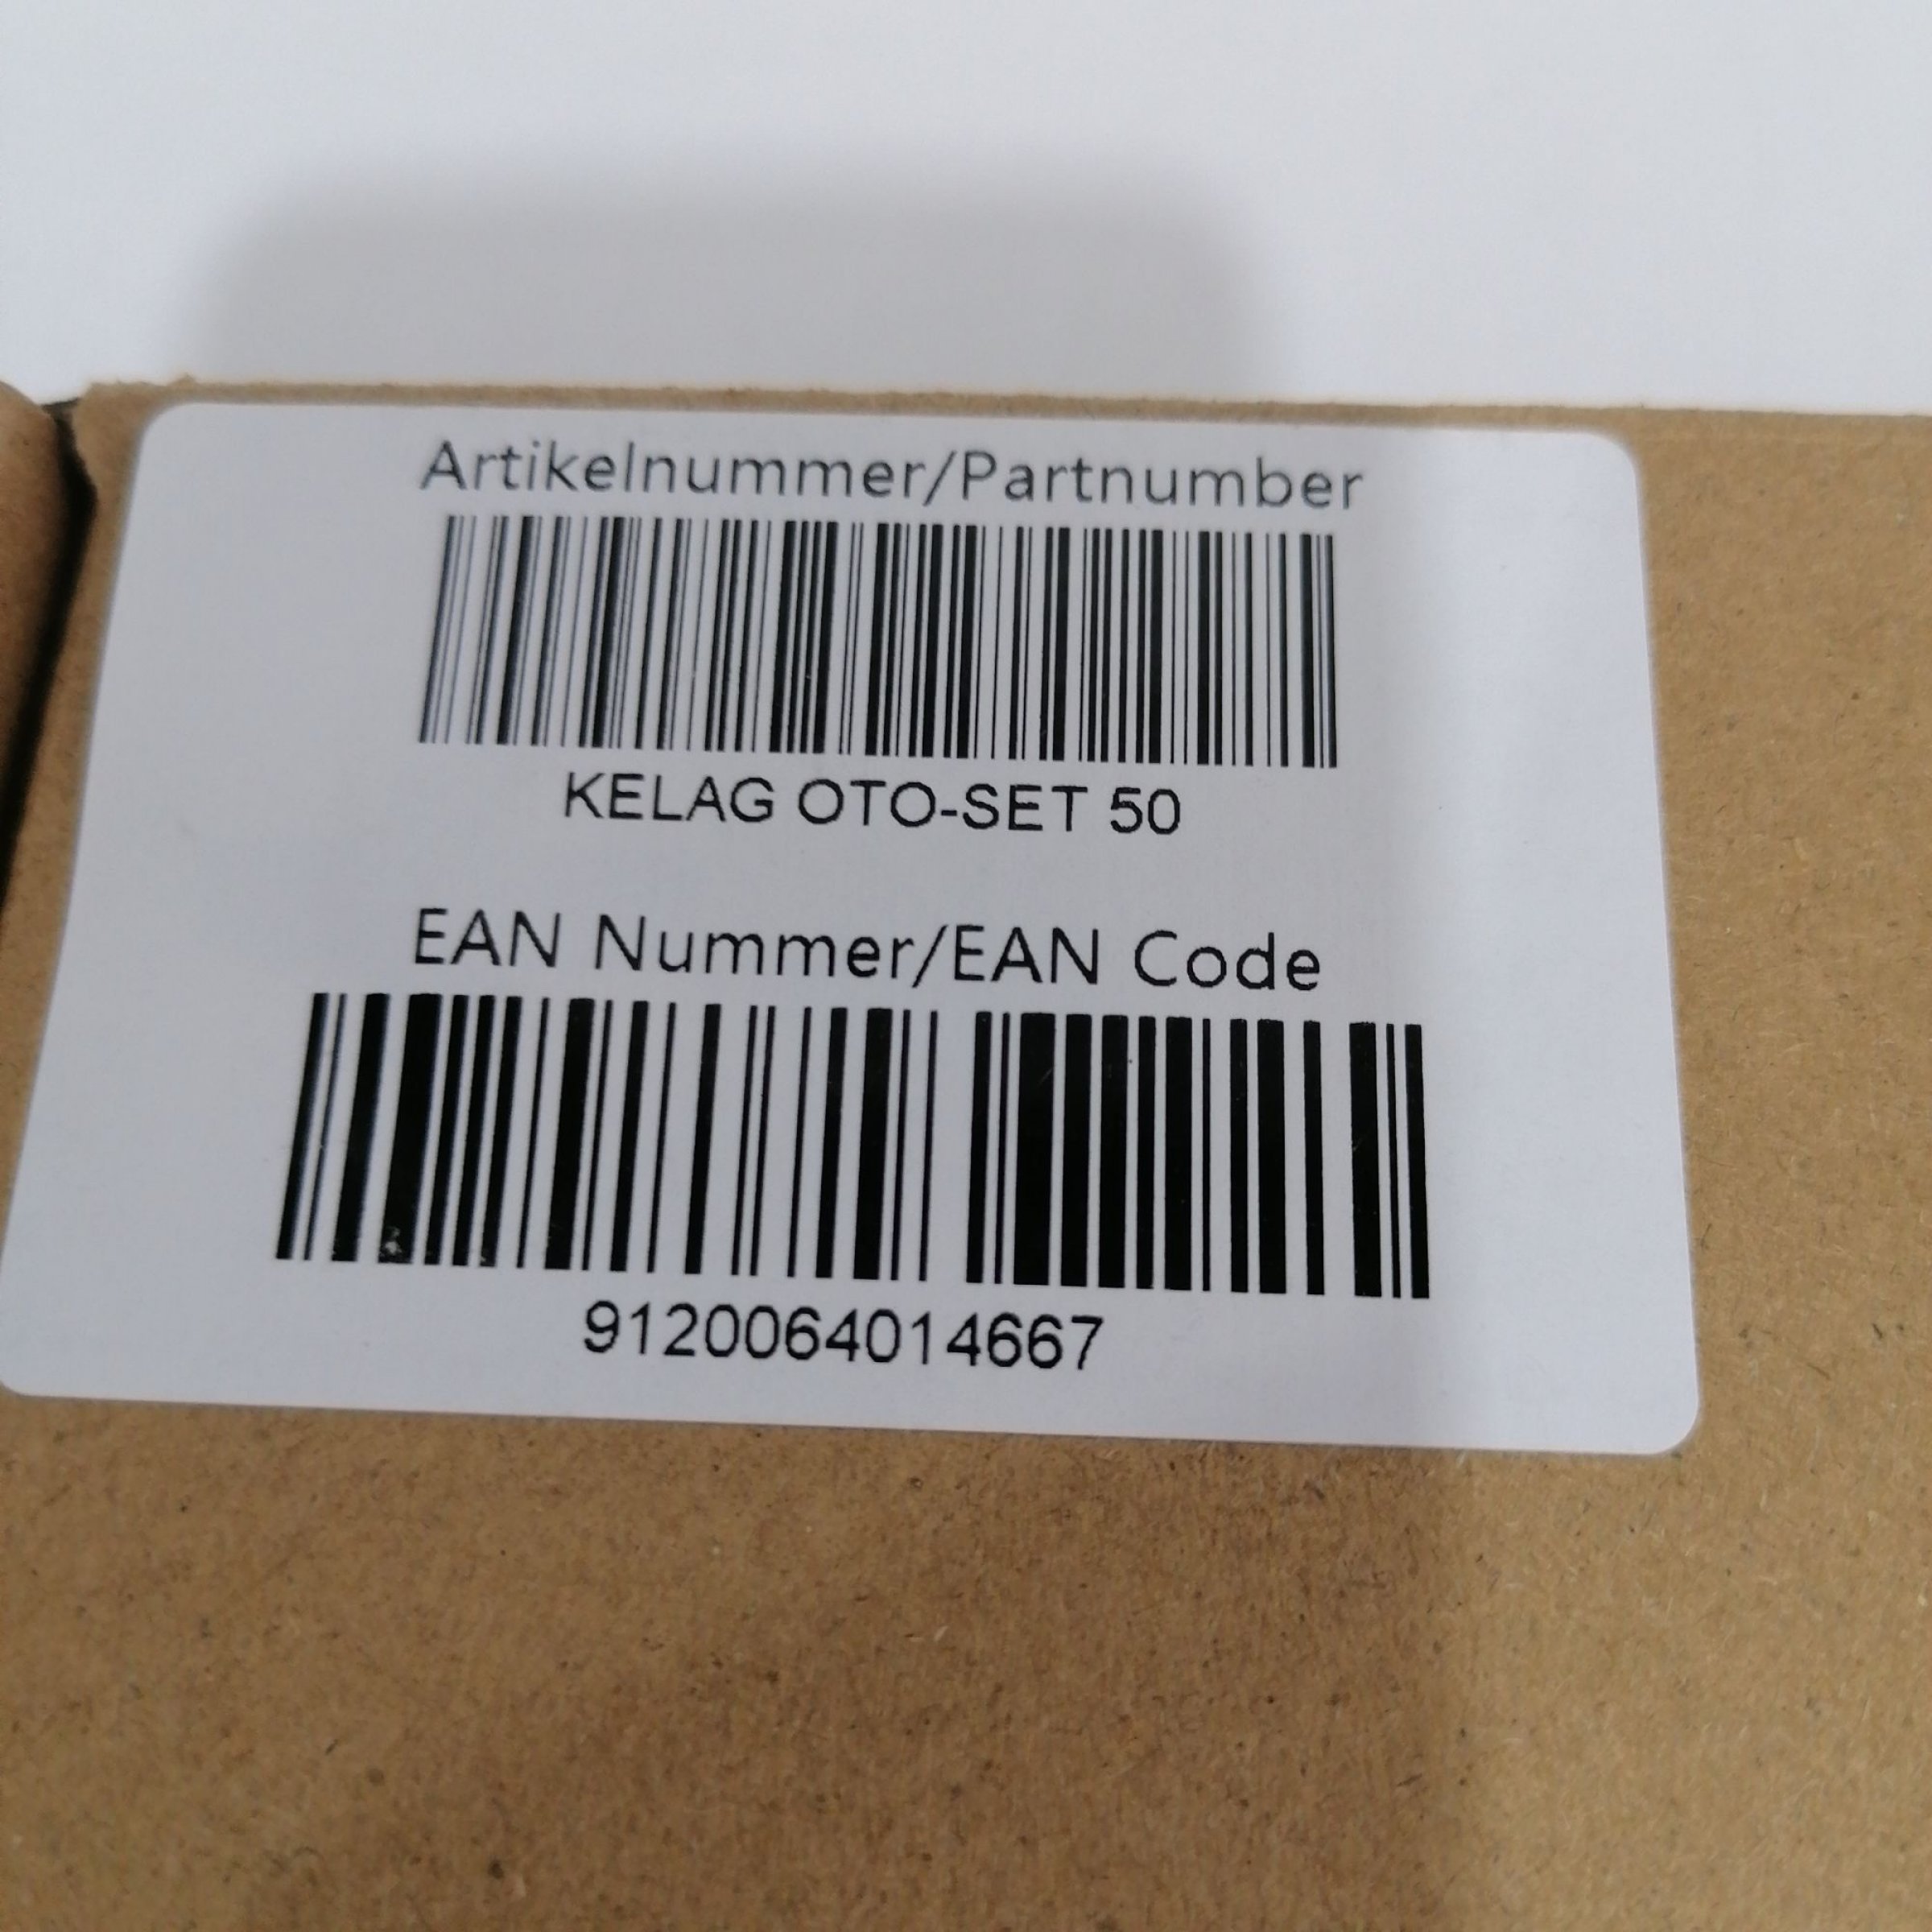 Artikelnummer/Partnumber
KELAG OTO-SET 50
EAN Nummer/EAN Code
9120064014667